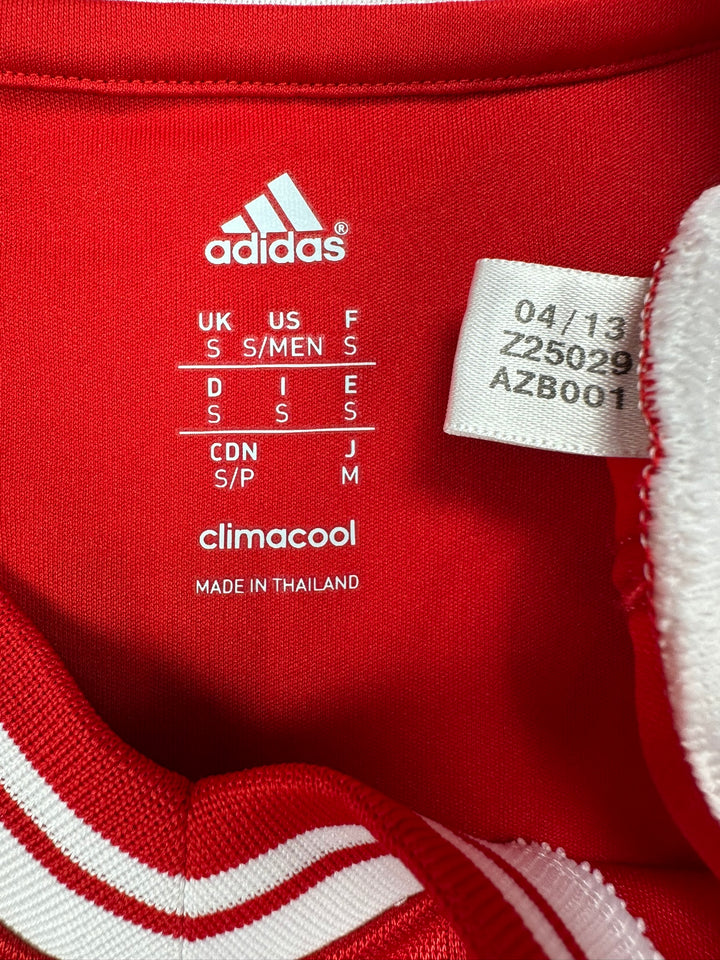 adidas®
UK US F
S S/MEN S
D I E
S S S
CDN J
S/P M
climacool
MADE IN THAILAND
04/13
Z25029
AZB001